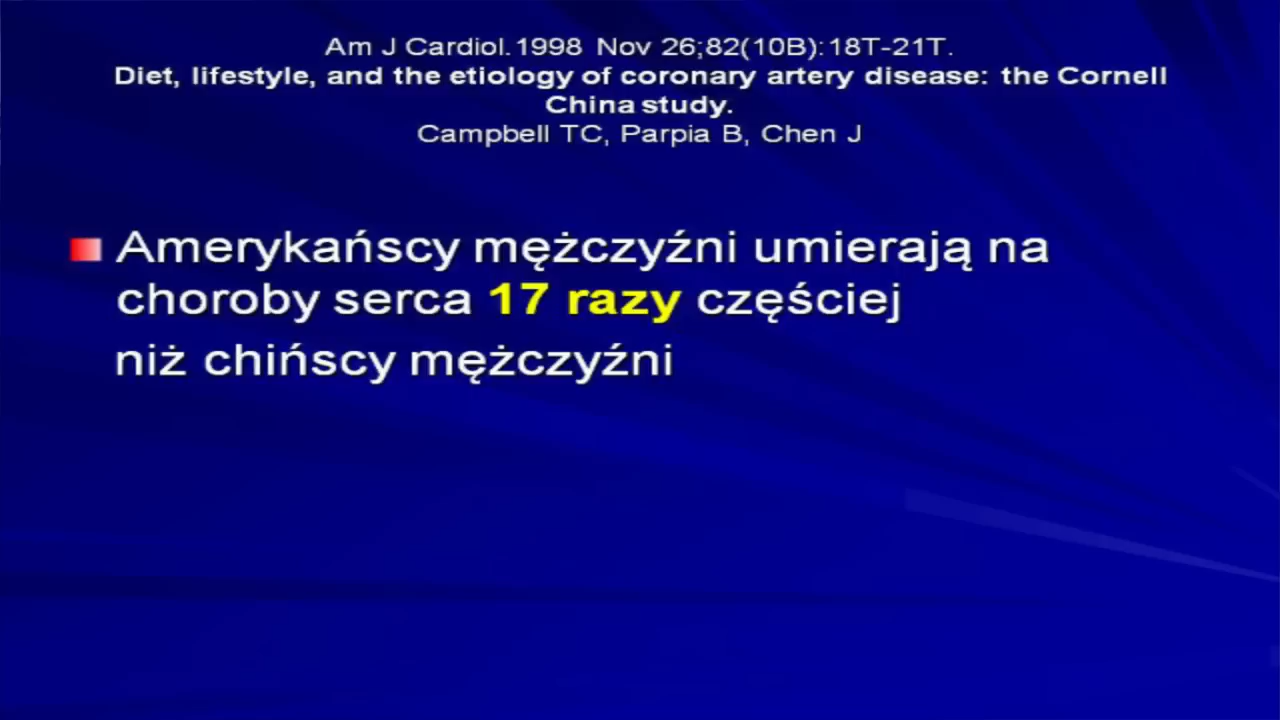 Am J Cardiol. 1998 Nov 26;82(10B):18T-21T.
Diet, lifestyle, and the etiology of coronary artery disease: the Cornell
China study.
Campbell TC, Parpia B, Chen J
Amerykańscy mężczyźni umierają na
choroby serca 17 razy częściej
niż chińscy mężczyźni